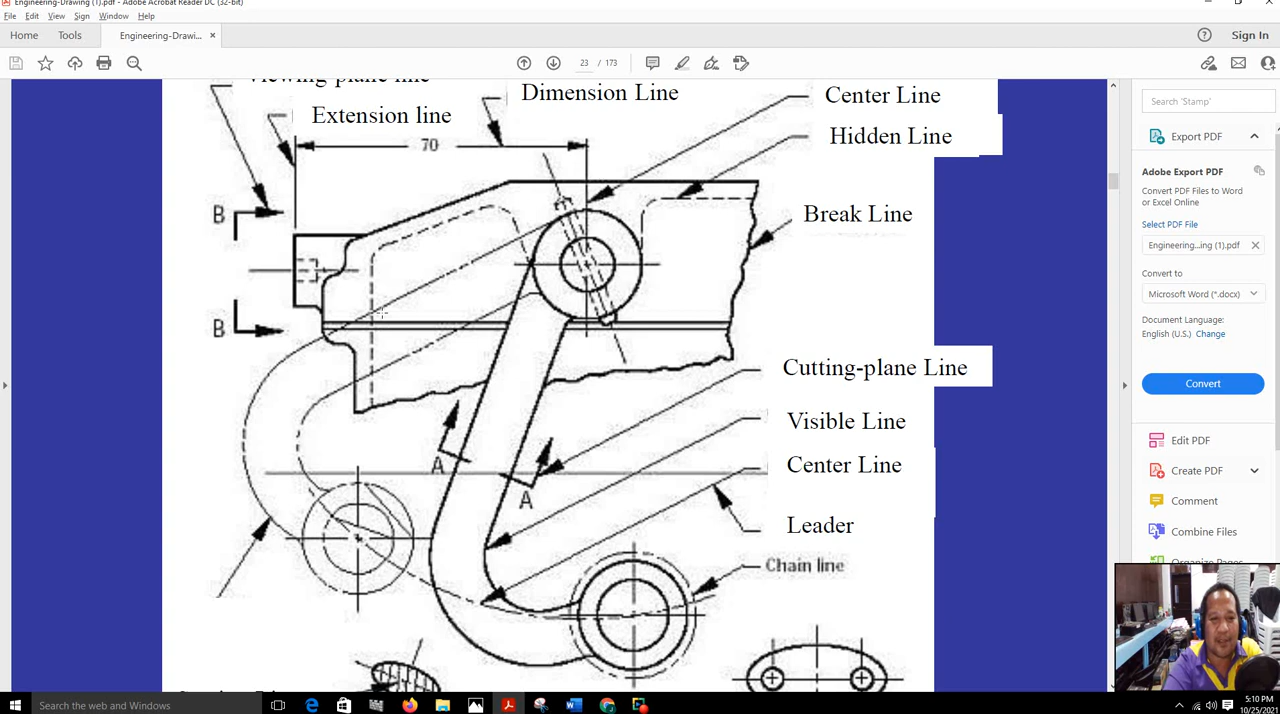 Engineering-Drawing (1).pdf - Adobe Acrobat Reader DC (32-bit)
File Edit View Sign Window Help
Home Tools Engineering-Drawi... × Sign In
23 / 173
Viewing-plane line
Extension line
Dimension Line
Center Line
Hidden Line
70
Break Line
B
B
Cutting-plane Line
Visible Line
Center Line
A
A
Leader
Chain line
Search 'Stamp'
Export PDF
Adobe Export PDF
Convert PDF Files to Word
or Excel Online
Select PDF File
Engineering...ing (1).pdf ×
Convert to
Microsoft Word (*.docx)
Document Language:
English (U.S.) Change
Convert
Edit PDF
Create PDF
Comment
Combine Files
Organize Pages
Search the web and Windows
5:10 PM
10/25/2021